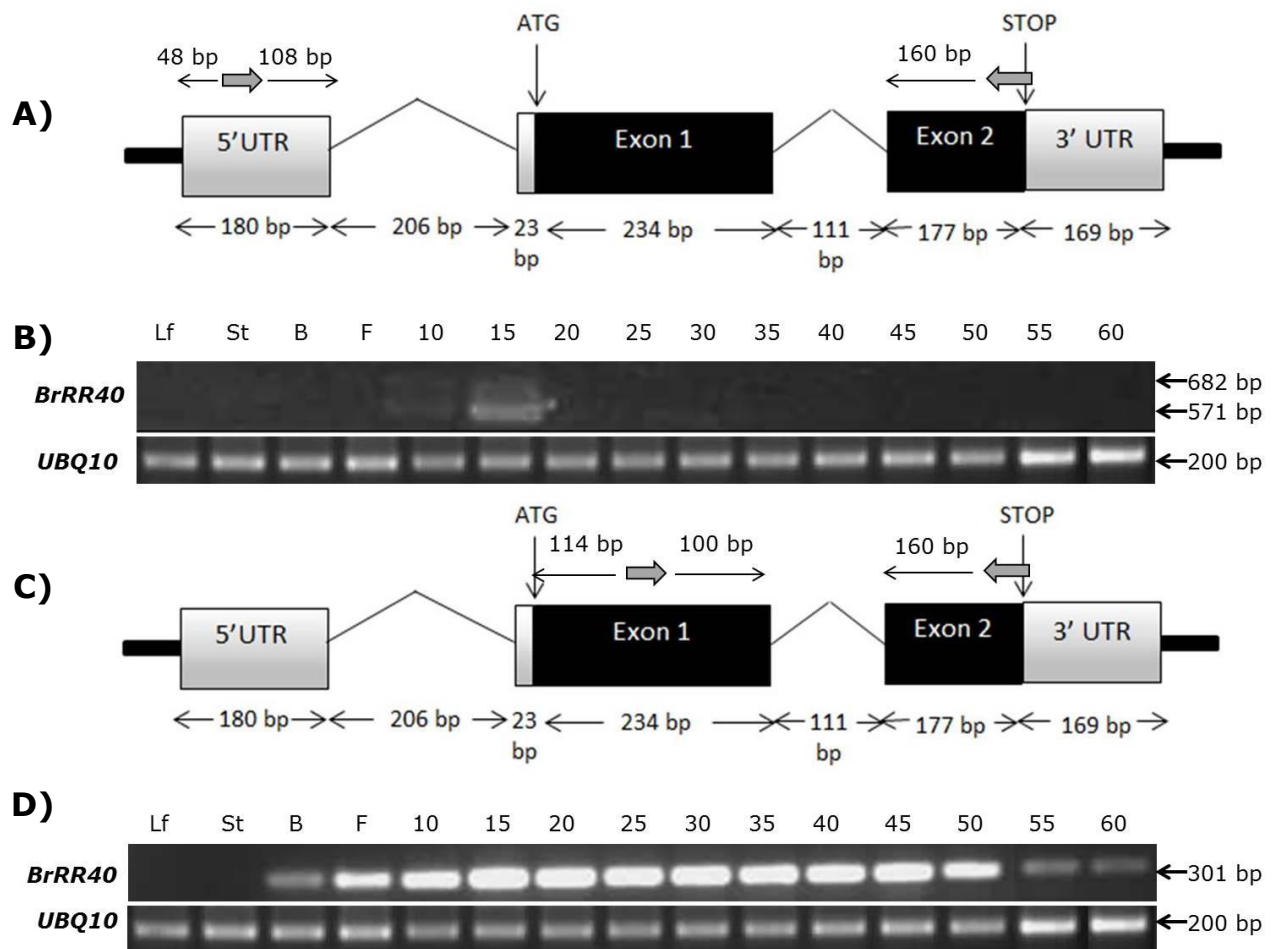 ATG STOP
48 bp 108 bp 160 bp
A)
5'UTR Exon 1 Exon 2 3' UTR
180 bp 206 bp 23 bp 234 bp 111 bp 177 bp 169 bp
B)
Lf St B F 10 15 20 25 30 35 40 45 50 55 60
BrRR40 682 bp
571 bp
UBQ10 200 bp
ATG STOP
114 bp 100 bp 160 bp
C)
5'UTR Exon 1 Exon 2 3' UTR
180 bp 206 bp 23 bp 234 bp 111 bp 177 bp 169 bp
D)
Lf St B F 10 15 20 25 30 35 40 45 50 55 60
BrRR40 301 bp
UBQ10 200 bp